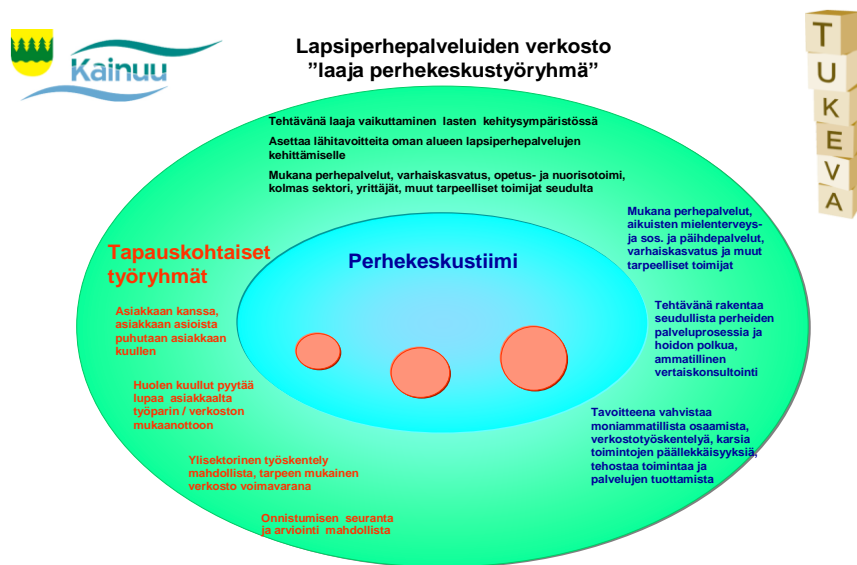 Kainuu
Lapsiperhepalveluiden verkosto
”laaja perhekeskustyöryhmä”
TUKEVA
Tehtävänä laaja vaikuttaminen lasten kehitysympäristössä
Asettaa lähitavoitteita oman alueen lapsiperhepalvelujen
kehittämiselle
Mukana perhepalvelut, varhaiskasvatus, opetus- ja nuorisotoimi,
kolmas sektori, yrittäjät, muut tarpeelliset toimijat seudulta
Tapauskohtaiset
työryhmät
Asiakkaan kanssa,
asiakkaan asioista
puhutaan asiakkaan
kuullen
Huolen kuullut pyytää
lupaa asiakkaalta
työparin / verkoston
mukaanottoon
Ylisektorinen työskentely
mahdollista, tarpeen mukainen
verkosto voimavarana
Onnistumisen seuranta
ja arviointi mahdollista
Perhekeskustiimi
Mukana perhepalvelut,
aikuisten mielenterveys-
ja sos. ja päihdepalvelut,
varhaiskasvatus ja muut
tarpeelliset toimijat
Tehtävänä rakentaa
seudullista perheiden
palveluprosessia ja
hoidon polkua,
ammatillinen
vertaiskonsultointi
Tavoitteena vahvistaa
moniammatillista osaamista,
verkostotyöskentelyä, karsia
toimintojen päällekkäisyyksiä,
tehostaa toimintaa ja
palvelujen tuottamista